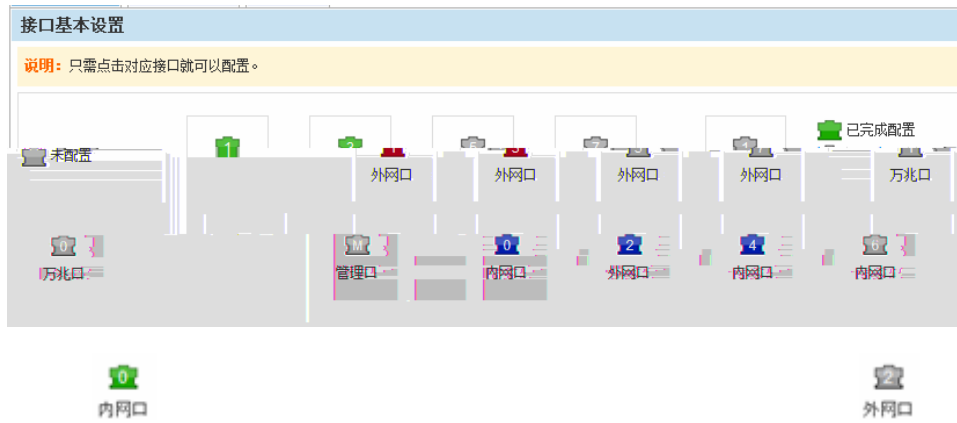 接口基本设置
说明：只需点击对应接口就可以配置。
已完成配置
未配置
1
外网口 外网口 外网口 外网口 万兆口
0 M 0 2 4 6
万兆口 管理口 内网口 外网口 内网口 内网口
0 2
内网口 外网口